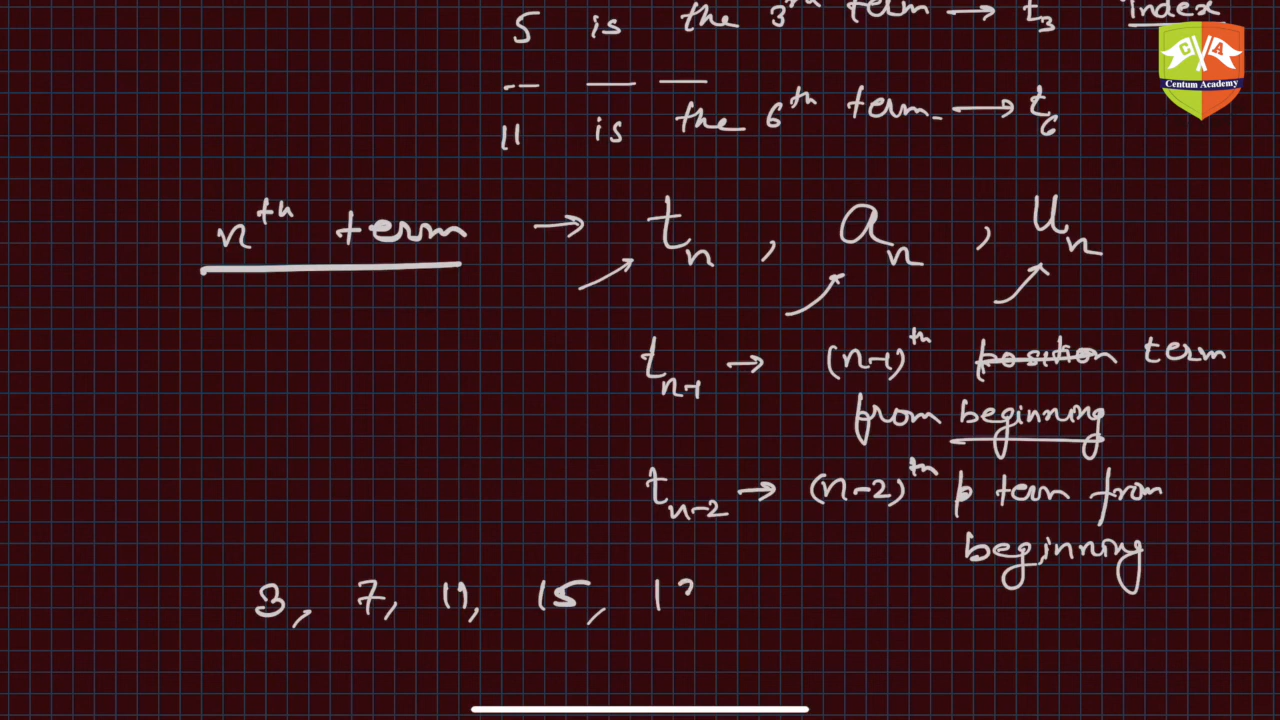 5 is the 3th term → t₃ Index
C A
Centum Academy
-- — —
11 is the 6th term. → t₆
nth term → tₙ , aₙ , uₙ
tₙ₋₁ → (n-1)th position term
from beginning
tₙ₋₂ → (n-2)th p term from
beginning
3, 7, 11, 15, 1